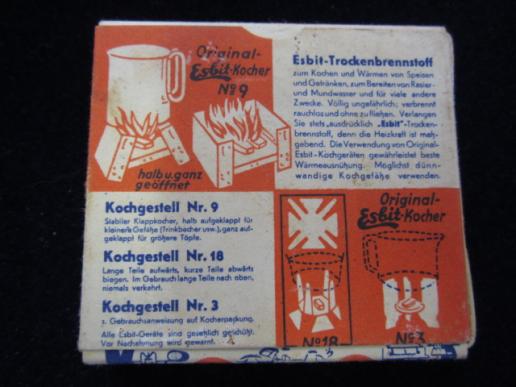 Original-
Esbit-Kocher
No 9
halb u. ganz
geöffnet
Esbit-Trockenbrennstoff
zum Kochen und Wärmen von Speisen
und Getränken, zum Bereiten von Rasier-
und Mundwasser und für viele andere
Zwecke. Völlig ungefährlich; verbrennt
rauchlos und ohne zu fließen. Verlangen
Sie stets ausdrücklich „Esbit"-Trocken-
brennstoff, denn die Heizkraft ist maß-
gebend. Die Verwendung von Original-
Esbit-Kochgeräten gewährleistet beste
Wärmeausnützung. Möglichst dünn-
wandige Kochgefäße verwenden.
Kochgestell Nr. 9
Stabiler Klappkocher, halb aufgeklappt für
kleinere Gefäße (Trinkbecher usw.), ganz auf-
geklappt für größere Töpfe.
Kochgestell Nr. 18
Lange Teile aufwärts, kurze Teile abwärts
biegen. Im Gebrauch lange Teile nach oben,
niemals verkehrt.
Kochgestell Nr. 3
s. Gebrauchsanweisung auf Kocherpackung.
Alle Esbit-Geräte sind gesetzlich geschützt.
Vor Nachahmung wird gewarnt.
Original-
Esbit-Kocher
No 18
No 3